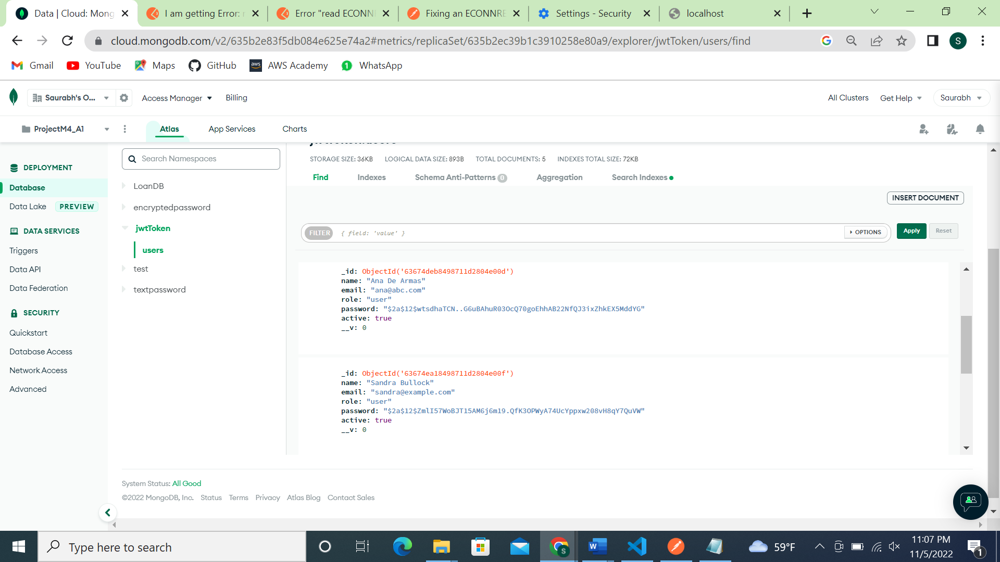 Data | Cloud: Mong
I am getting Error: r
Error "read ECONN
Fixing an ECONNRE
Settings - Security
localhost
cloud.mongodb.com/v2/635b2e83f5db084e625e74a2#metrics/replicaSet/635b2ec39b1c3910258e80a9/explorer/jwtToken/users/find
S
Gmail
YouTube
Maps
GitHub
aws
AWS Academy
1
WhatsApp
Saurabh's O...
Access Manager
Billing
All Clusters
Get Help
Saurabh
ProjectM4_A1
Atlas
App Services
Charts
DEPLOYMENT
Database
Data Lake PREVIEW
DATA SERVICES
Triggers
Data API
Data Federation
SECURITY
Quickstart
Database Access
Network Access
Advanced
Search Namespaces
LoanDB
encryptedpassword
jwtToken
users
test
textpassword
STORAGE SIZE: 36KB LOGICAL DATA SIZE: 893B TOTAL DOCUMENTS: 5 INDEXES TOTAL SIZE: 72KB
Find Indexes Schema Anti-Patterns 0 Aggregation Search Indexes
INSERT DOCUMENT
FILTER { field: 'value' } OPTIONS Apply Reset
_id: ObjectId('63674deb8498711d2804e00d')
name: "Ana De Armas"
email: "ana@abc.com"
role: "user"
password: "$2a$12$wtsdhaTCN..G6uBAhuR03OcQ70goEhhAB22NfQJ3ixZhkEX5MddYG"
active: true
__v: 0
_id: ObjectId('63674ea18498711d2804e00f')
name: "Sandra Bullock"
email: "sandra@example.com"
role: "user"
password: "$2a$12$ZmlI57WoBJT15AM6j6m19.QfK3OPWyA74UcYppxw208vH8qY7QuVW"
active: true
__v: 0
System Status: All Good
©2022 MongoDB, Inc. Status Terms Privacy Atlas Blog Contact Sales
Type here to search
59°F
11:07 PM
11/5/2022
1